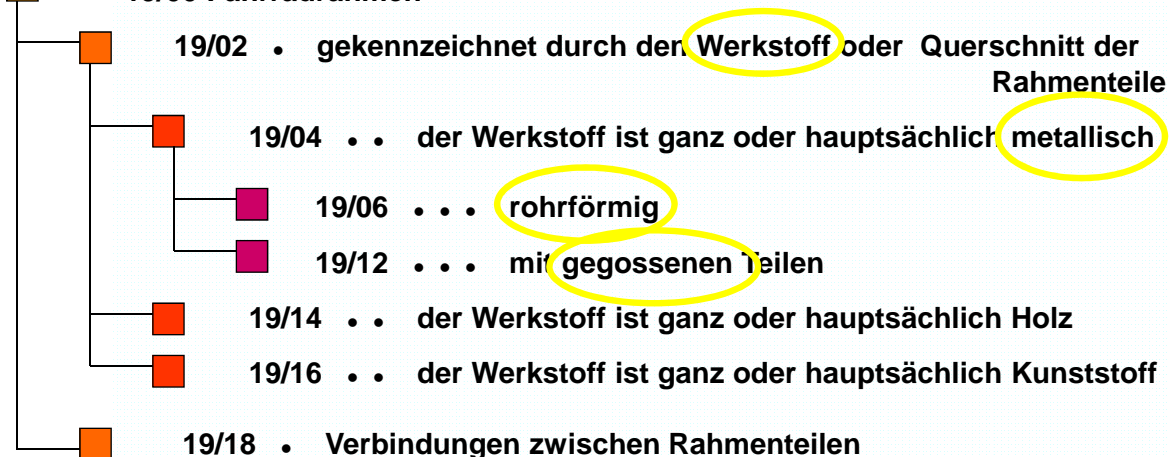 19/02 • gekennzeichnet durch den Werkstoff oder Querschnitt der
Rahmenteile
19/04 • • der Werkstoff ist ganz oder hauptsächlich metallisch
19/06 • • • rohrförmig
19/12 • • • mit gegossenen Teilen
19/14 • • der Werkstoff ist ganz oder hauptsächlich Holz
19/16 • • der Werkstoff ist ganz oder hauptsächlich Kunststoff
19/18 • Verbindungen zwischen Rahmenteilen